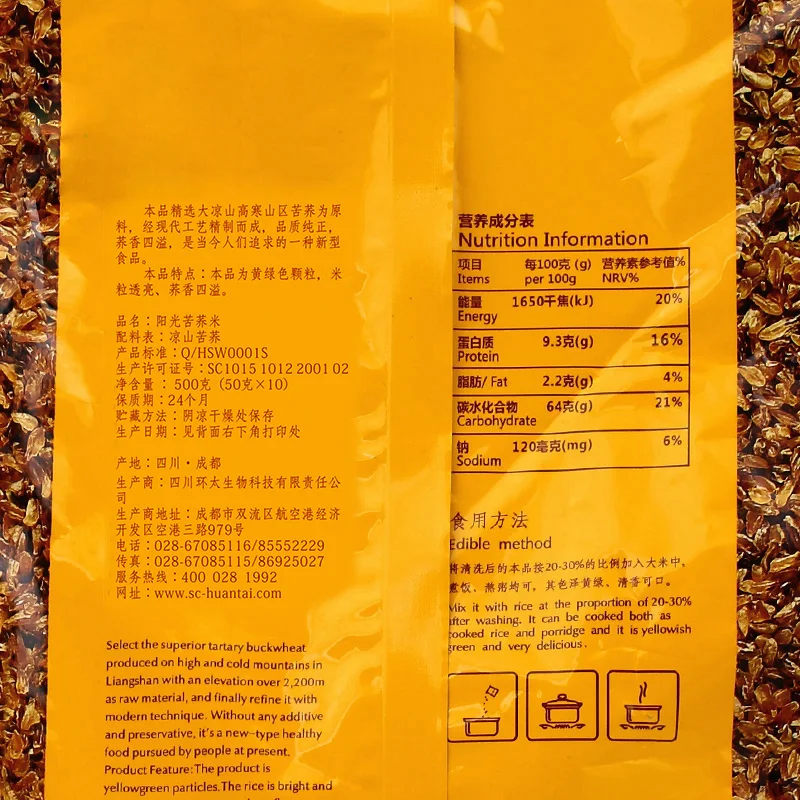 本品精选大凉山高寒山区苦荞为原
料，经现代工艺精制而成，品质纯正，
荞香四溢，是当今人们追求的一种新型
食品。
本品特点：本品为黄绿色颗粒，米
粒透亮、荞香四溢。
品名：阳光苦荞米
配料表：凉山苦荞
产品标准：Q/HSW0001S
生产许可证号：SC1015 1012 2001 02
净含量：500克（50克×10）
保质期：24个月
贮藏方法：阴凉干燥处保存
生产日期：见背面右下角打印处
产地：四川·成都
生产商：四川环太生物科技有限责任公
司
生产商地址：成都市双流区航空港经济
开发区空港三路979号
电话：028-67085116/85552229
传真：028-67085115/86925027
服务热线：400 028 1992
网址：www.sc-huantai.com
Select the superior tartary buckwheat
produced on high and cold mountains in
Liangshan with an elevation over 2,200m
as raw material, and finally refine it with
modern technique. Without any additive
and preservative, it's a new-type healthy
food pursued by people at present.
Product Feature:The product is
yellowgreen particles.The rice is bright and
营养成分表
Nutrition Information
项目 每100克 (g) 营养素参考值%
Items per 100g NRV%
能量 1650千焦(kJ) 20%
Energy
蛋白质 9.3克(g) 16%
Protein
脂肪/ Fat 2.2克(g) 4%
碳水化合物 64克(g) 21%
Carbohydrate
钠 120毫克(mg) 6%
Sodium
食用方法
Edible method
将清洗后的本品按20-30%的比例加入大米中，
煮饭、熬粥均可，其色泽黄绿、清香可口。
Mix it with rice at the proportion of 20-30%
after washing. It can be cooked both as
cooked rice and porridge and it is yellowish
green and very delicious.